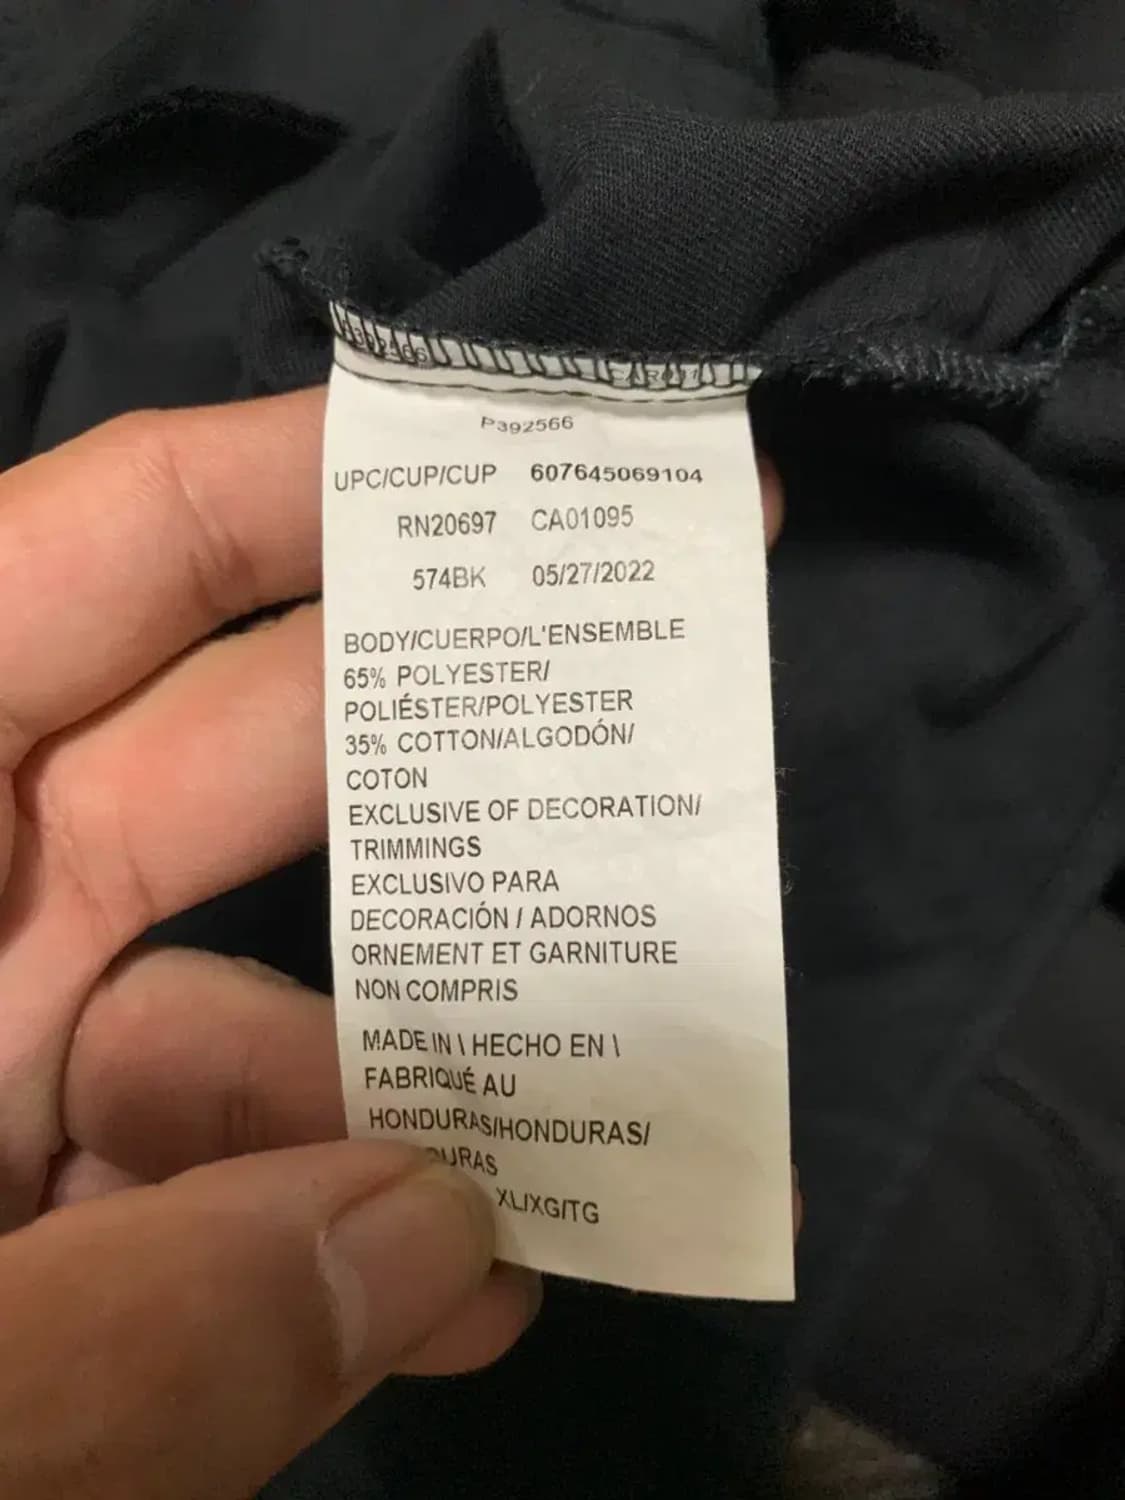 P392566
UPC/CUP/CUP 607645069104
RN20697 CA01095
574BK 05/27/2022
BODY/CUERPO/L'ENSEMBLE
65% POLYESTER/
POLIÉSTER/POLYESTER
35% COTTON/ALGODÓN/
COTON
EXCLUSIVE OF DECORATION/
TRIMMINGS
EXCLUSIVO PARA
DECORACIÓN / ADORNOS
ORNEMENT ET GARNITURE
NON COMPRIS
MADE IN \ HECHO EN \
FABRIQUÉ AU
HONDURAS/HONDURAS/
URAS
XL/XG/TG